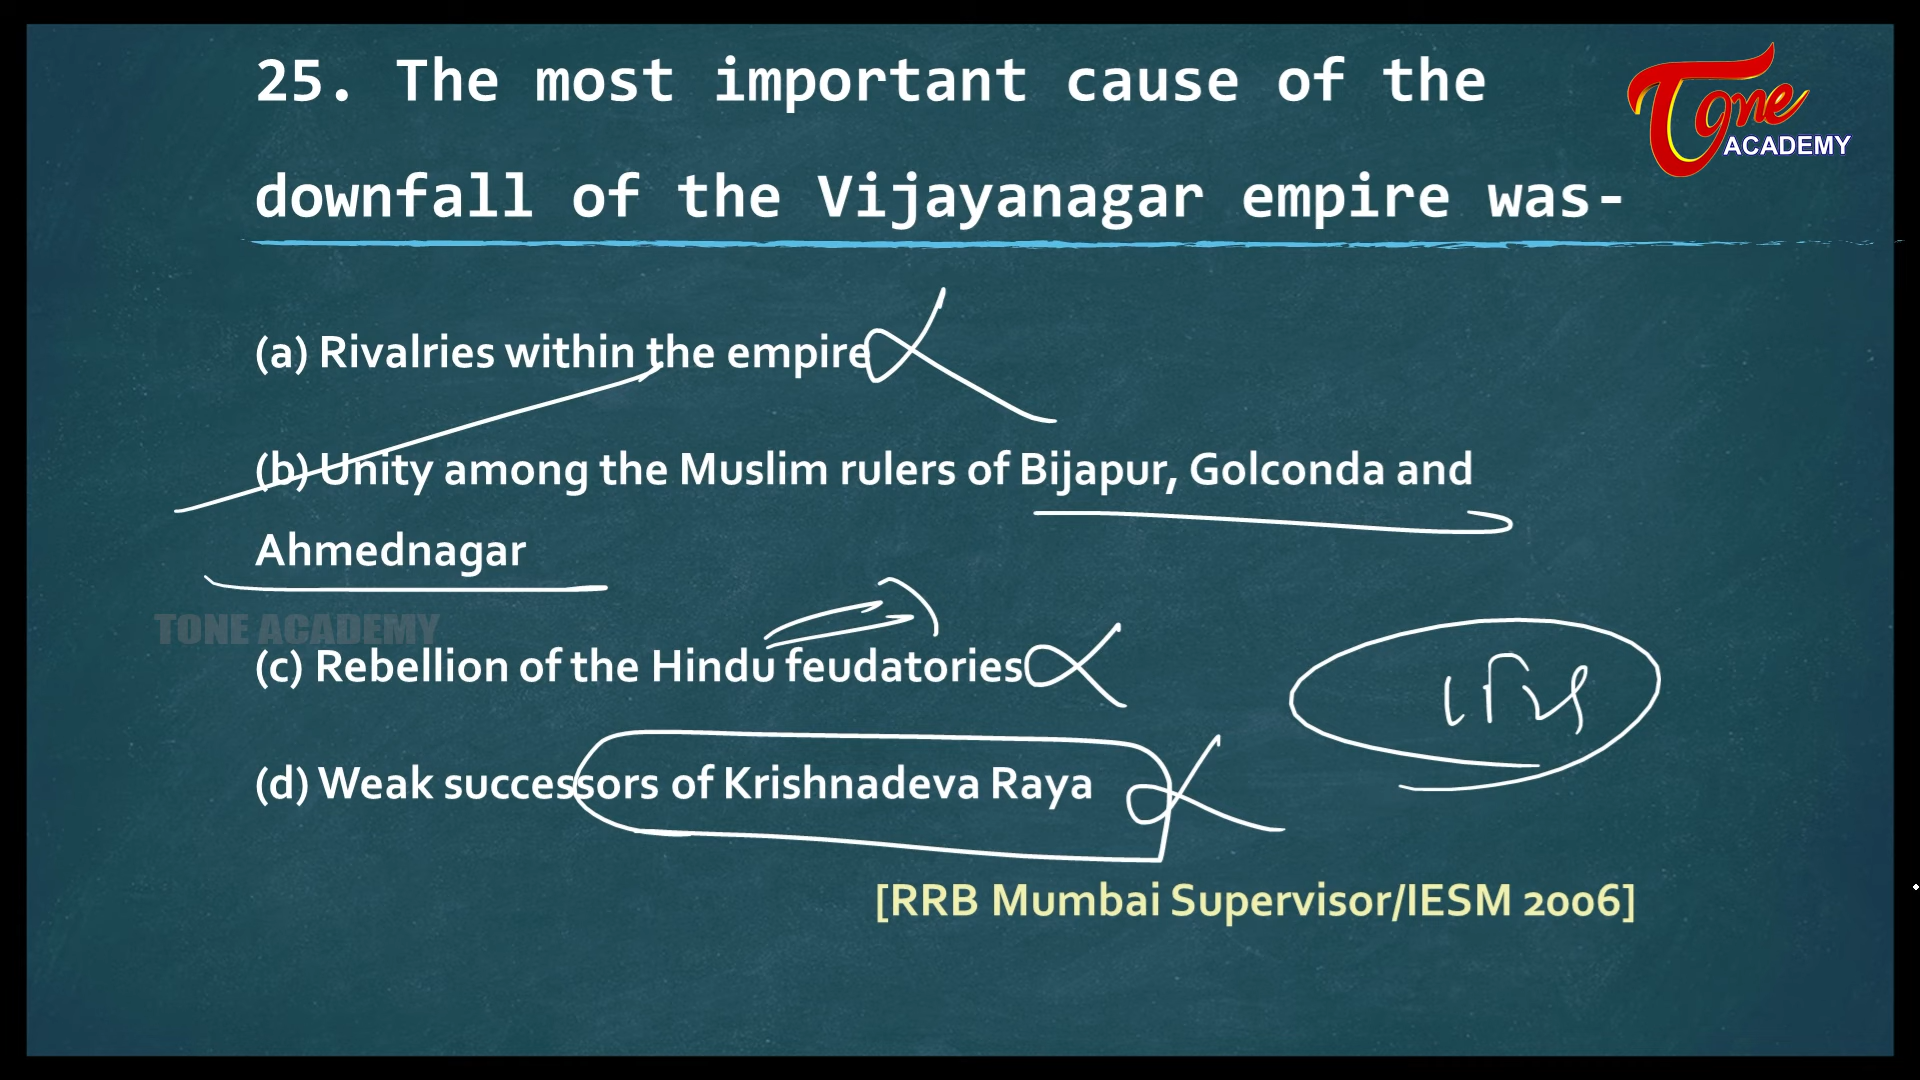 25. The most important cause of the
downfall of the Vijayanagar empire was-
Tone
ACADEMY
(a) Rivalries within the empire
(b) Unity among the Muslim rulers of Bijapur, Golconda and
Ahmednagar
TONE ACADEMY
(c) Rebellion of the Hindu feudatories
(d) Weak successors of Krishnadeva Raya
[RRB Mumbai Supervisor/IESM 2006]